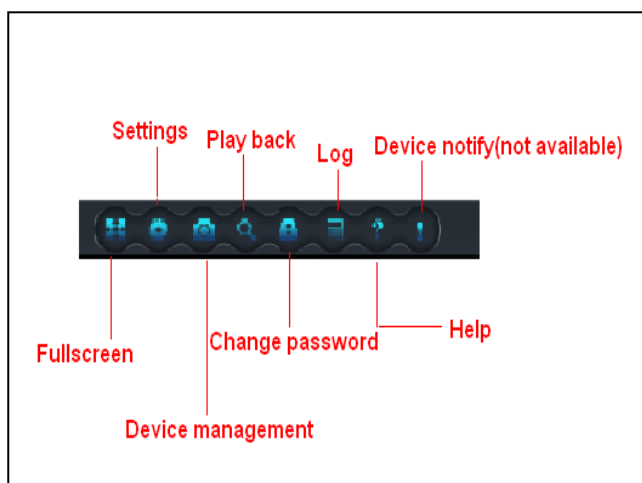 Settings
Play back
Log
Device notify(not available)
Fullscreen
Change password
Help
Device management